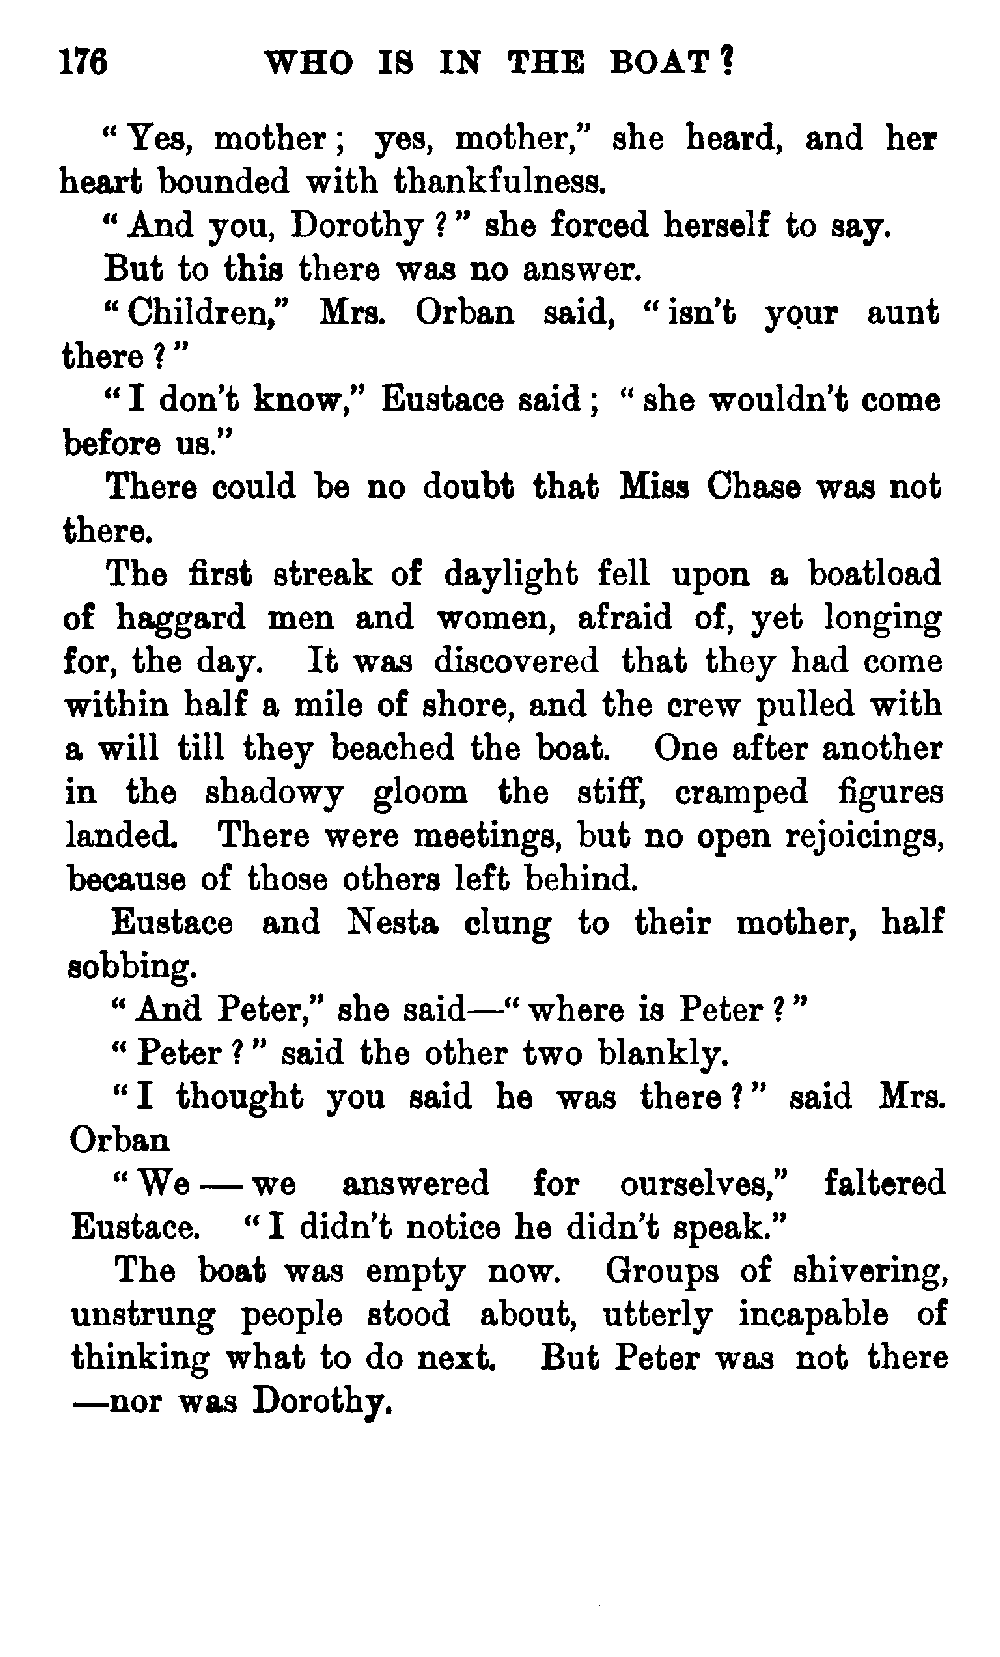 176 WHO IS IN THE BOAT?
“Yes, mother; yes, mother,” she heard, and her
heart bounded with thankfulness.
“And you, Dorothy?” she forced herself to say.
But to this there was no answer.
“Children,” Mrs. Orban said, “isn’t your aunt
there?”
“I don’t know,” Eustace said; “she wouldn’t come
before us.”
There could be no doubt that Miss Chase was not
there.
The first streak of daylight fell upon a boatload
of haggard men and women, afraid of, yet longing
for, the day. It was discovered that they had come
within half a mile of shore, and the crew pulled with
a will till they beached the boat. One after another
in the shadowy gloom the stiff, cramped figures
landed. There were meetings, but no open rejoicings,
because of those others left behind.
Eustace and Nesta clung to their mother, half
sobbing.
“And Peter,” she said—“where is Peter?”
“Peter?” said the other two blankly.
“I thought you said he was there?” said Mrs.
Orban
“We—we answered for ourselves,” faltered
Eustace. “I didn’t notice he didn’t speak.”
The boat was empty now. Groups of shivering,
unstrung people stood about, utterly incapable of
thinking what to do next. But Peter was not there
—nor was Dorothy.